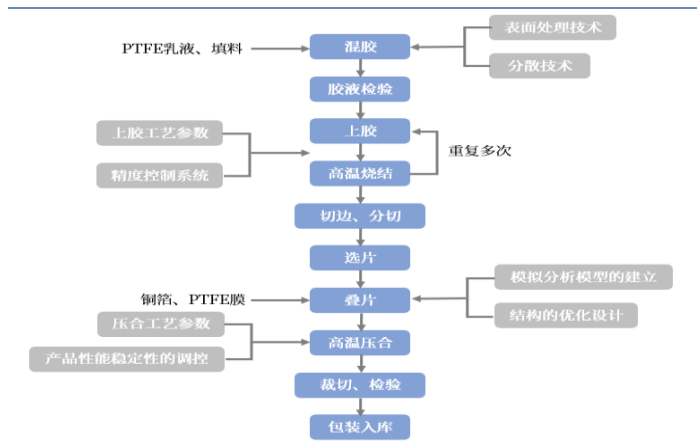 表面处理技术
PTFE乳液、填料
混胶
分散技术
胶液检验
上胶工艺参数
上胶
重复多次
精度控制系统
高温烧结
切边、分切
选片
模拟分析模型的建立
铜箔、PTFE膜
叠片
压合工艺参数
结构的优化设计
高温压合
产品性能稳定性的调控
裁切、检验
包装入库